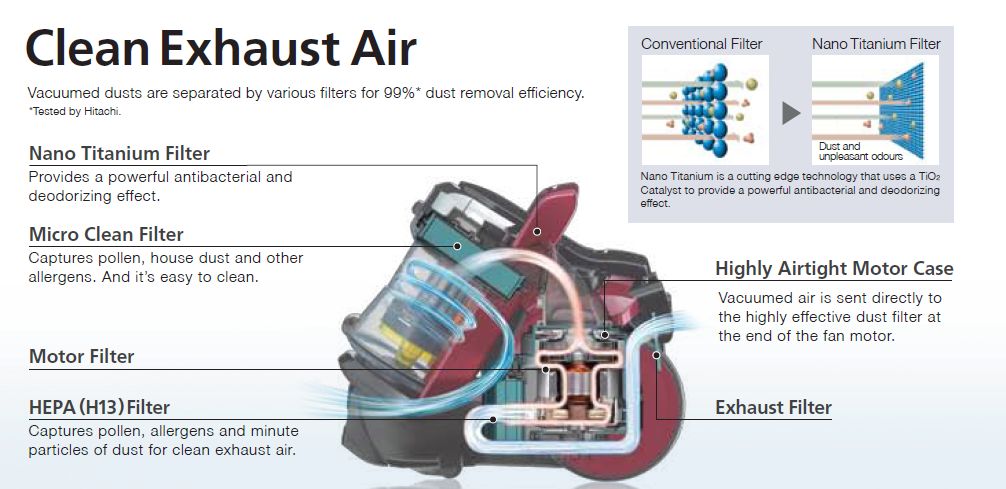 Clean Exhaust Air
Vacuumed dusts are separated by various filters for 99%* dust removal efficiency.
*Tested by Hitachi.
Nano Titanium Filter
Provides a powerful antibacterial and
deodorizing effect.
Micro Clean Filter
Captures pollen, house dust and other
allergens. And it's easy to clean.
Motor Filter
HEPA (H13) Filter
Captures pollen, allergens and minute
particles of dust for clean exhaust air.
Conventional Filter
Nano Titanium Filter
Dust and
unpleasant odours
Nano Titanium is a cutting edge technology that uses a TiO₂
Catalyst to provide a powerful antibacterial and deodorizing
effect.
Highly Airtight Motor Case
Vacuumed air is sent directly to
the highly effective dust filter at
the end of the fan motor.
Exhaust Filter